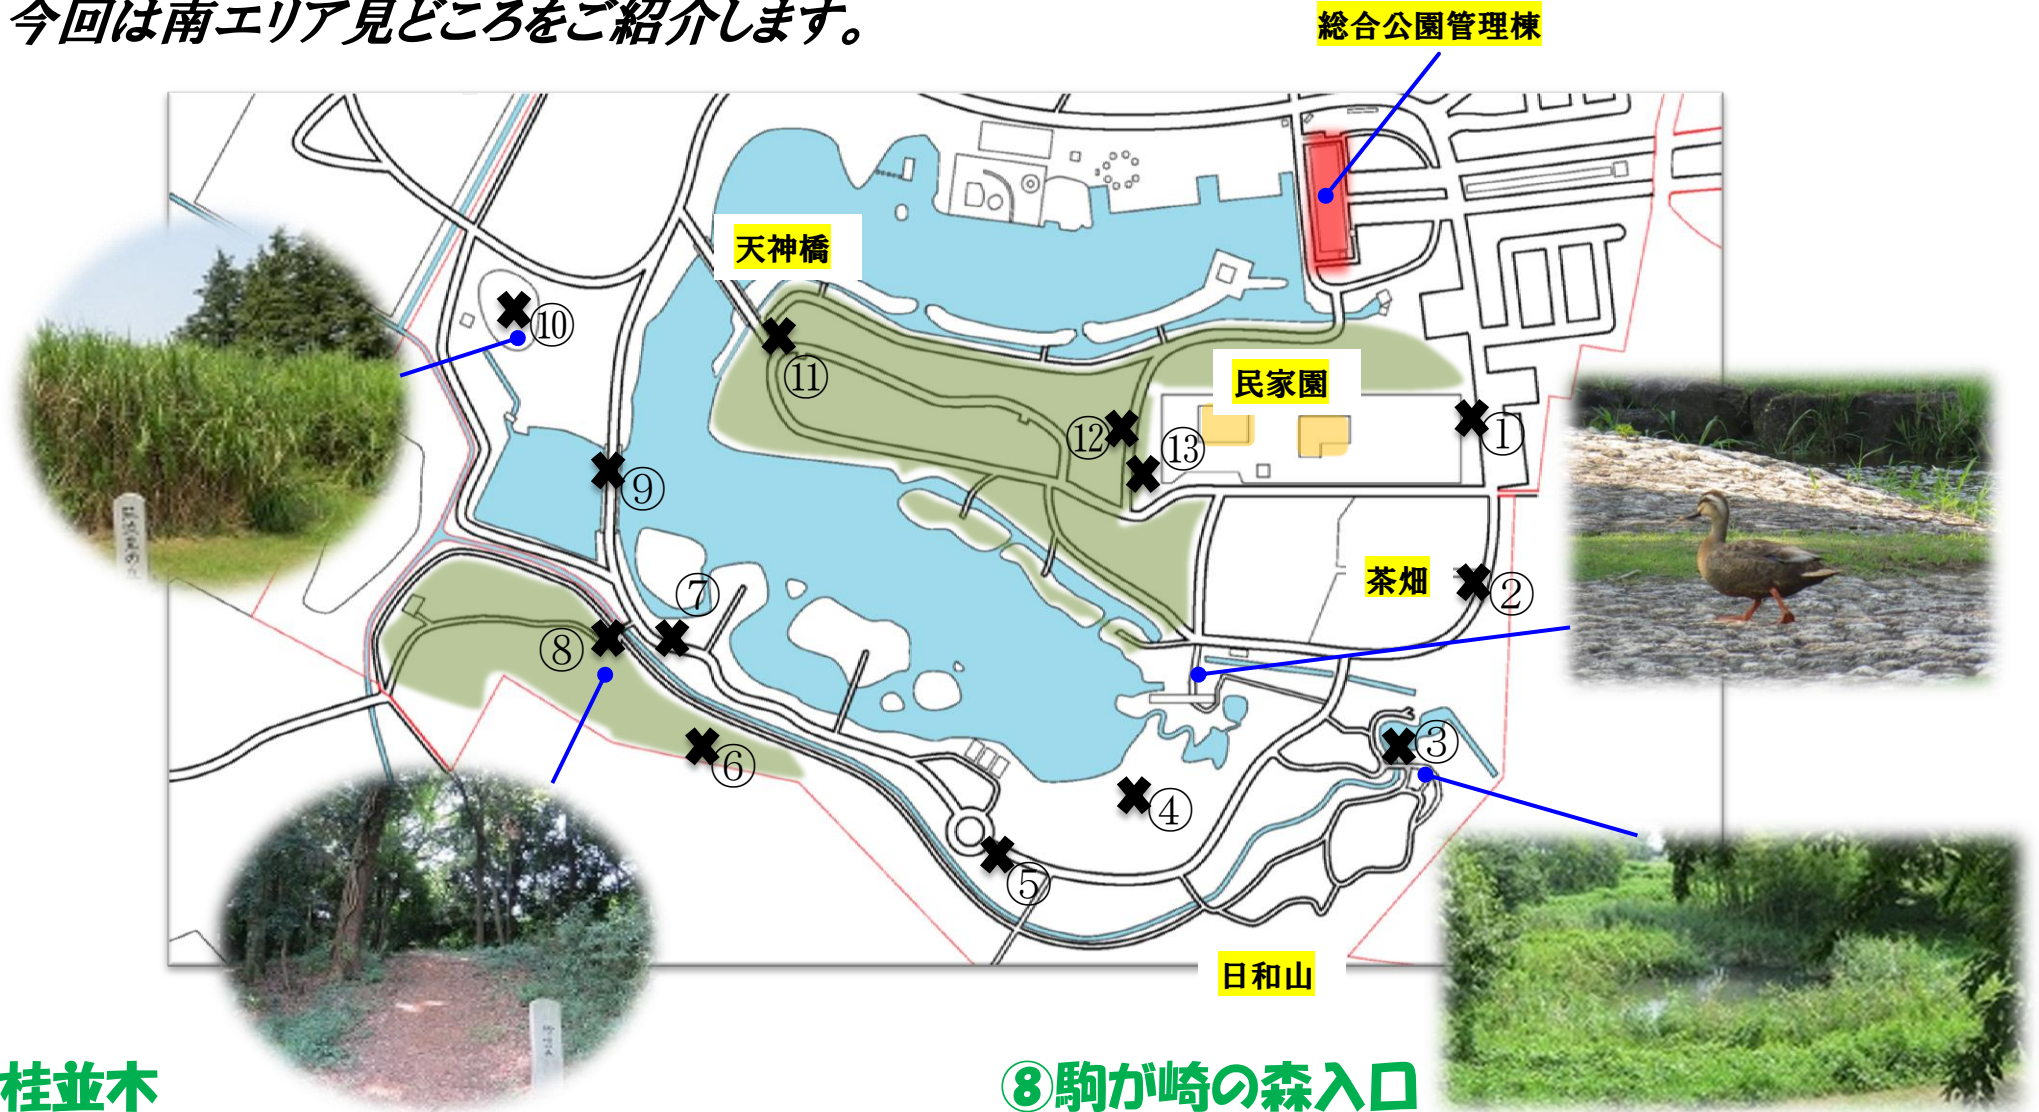 今回は南エリア見どころをご紹介します。
総合公園管理棟
天神橋
⑩
⑪
民家園
⑫
⑬
①
⑨
茶畑
②
⑦
⑧
③
⑥
④
⑤
日和山
桂並木
⑧駒が崎の森入口